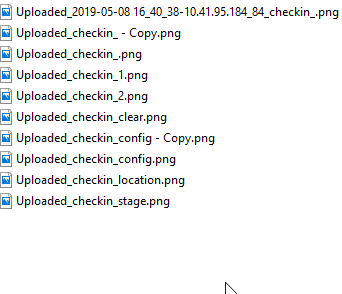 Uploaded_2019-05-08 16_40_38-10.41.95.184_84_checkin_.png
Uploaded_checkin_ - Copy.png
Uploaded_checkin_.png
Uploaded_checkin_1.png
Uploaded_checkin_2.png
Uploaded_checkin_clear.png
Uploaded_checkin_config - Copy.png
Uploaded_checkin_config.png
Uploaded_checkin_location.png
Uploaded_checkin_stage.png